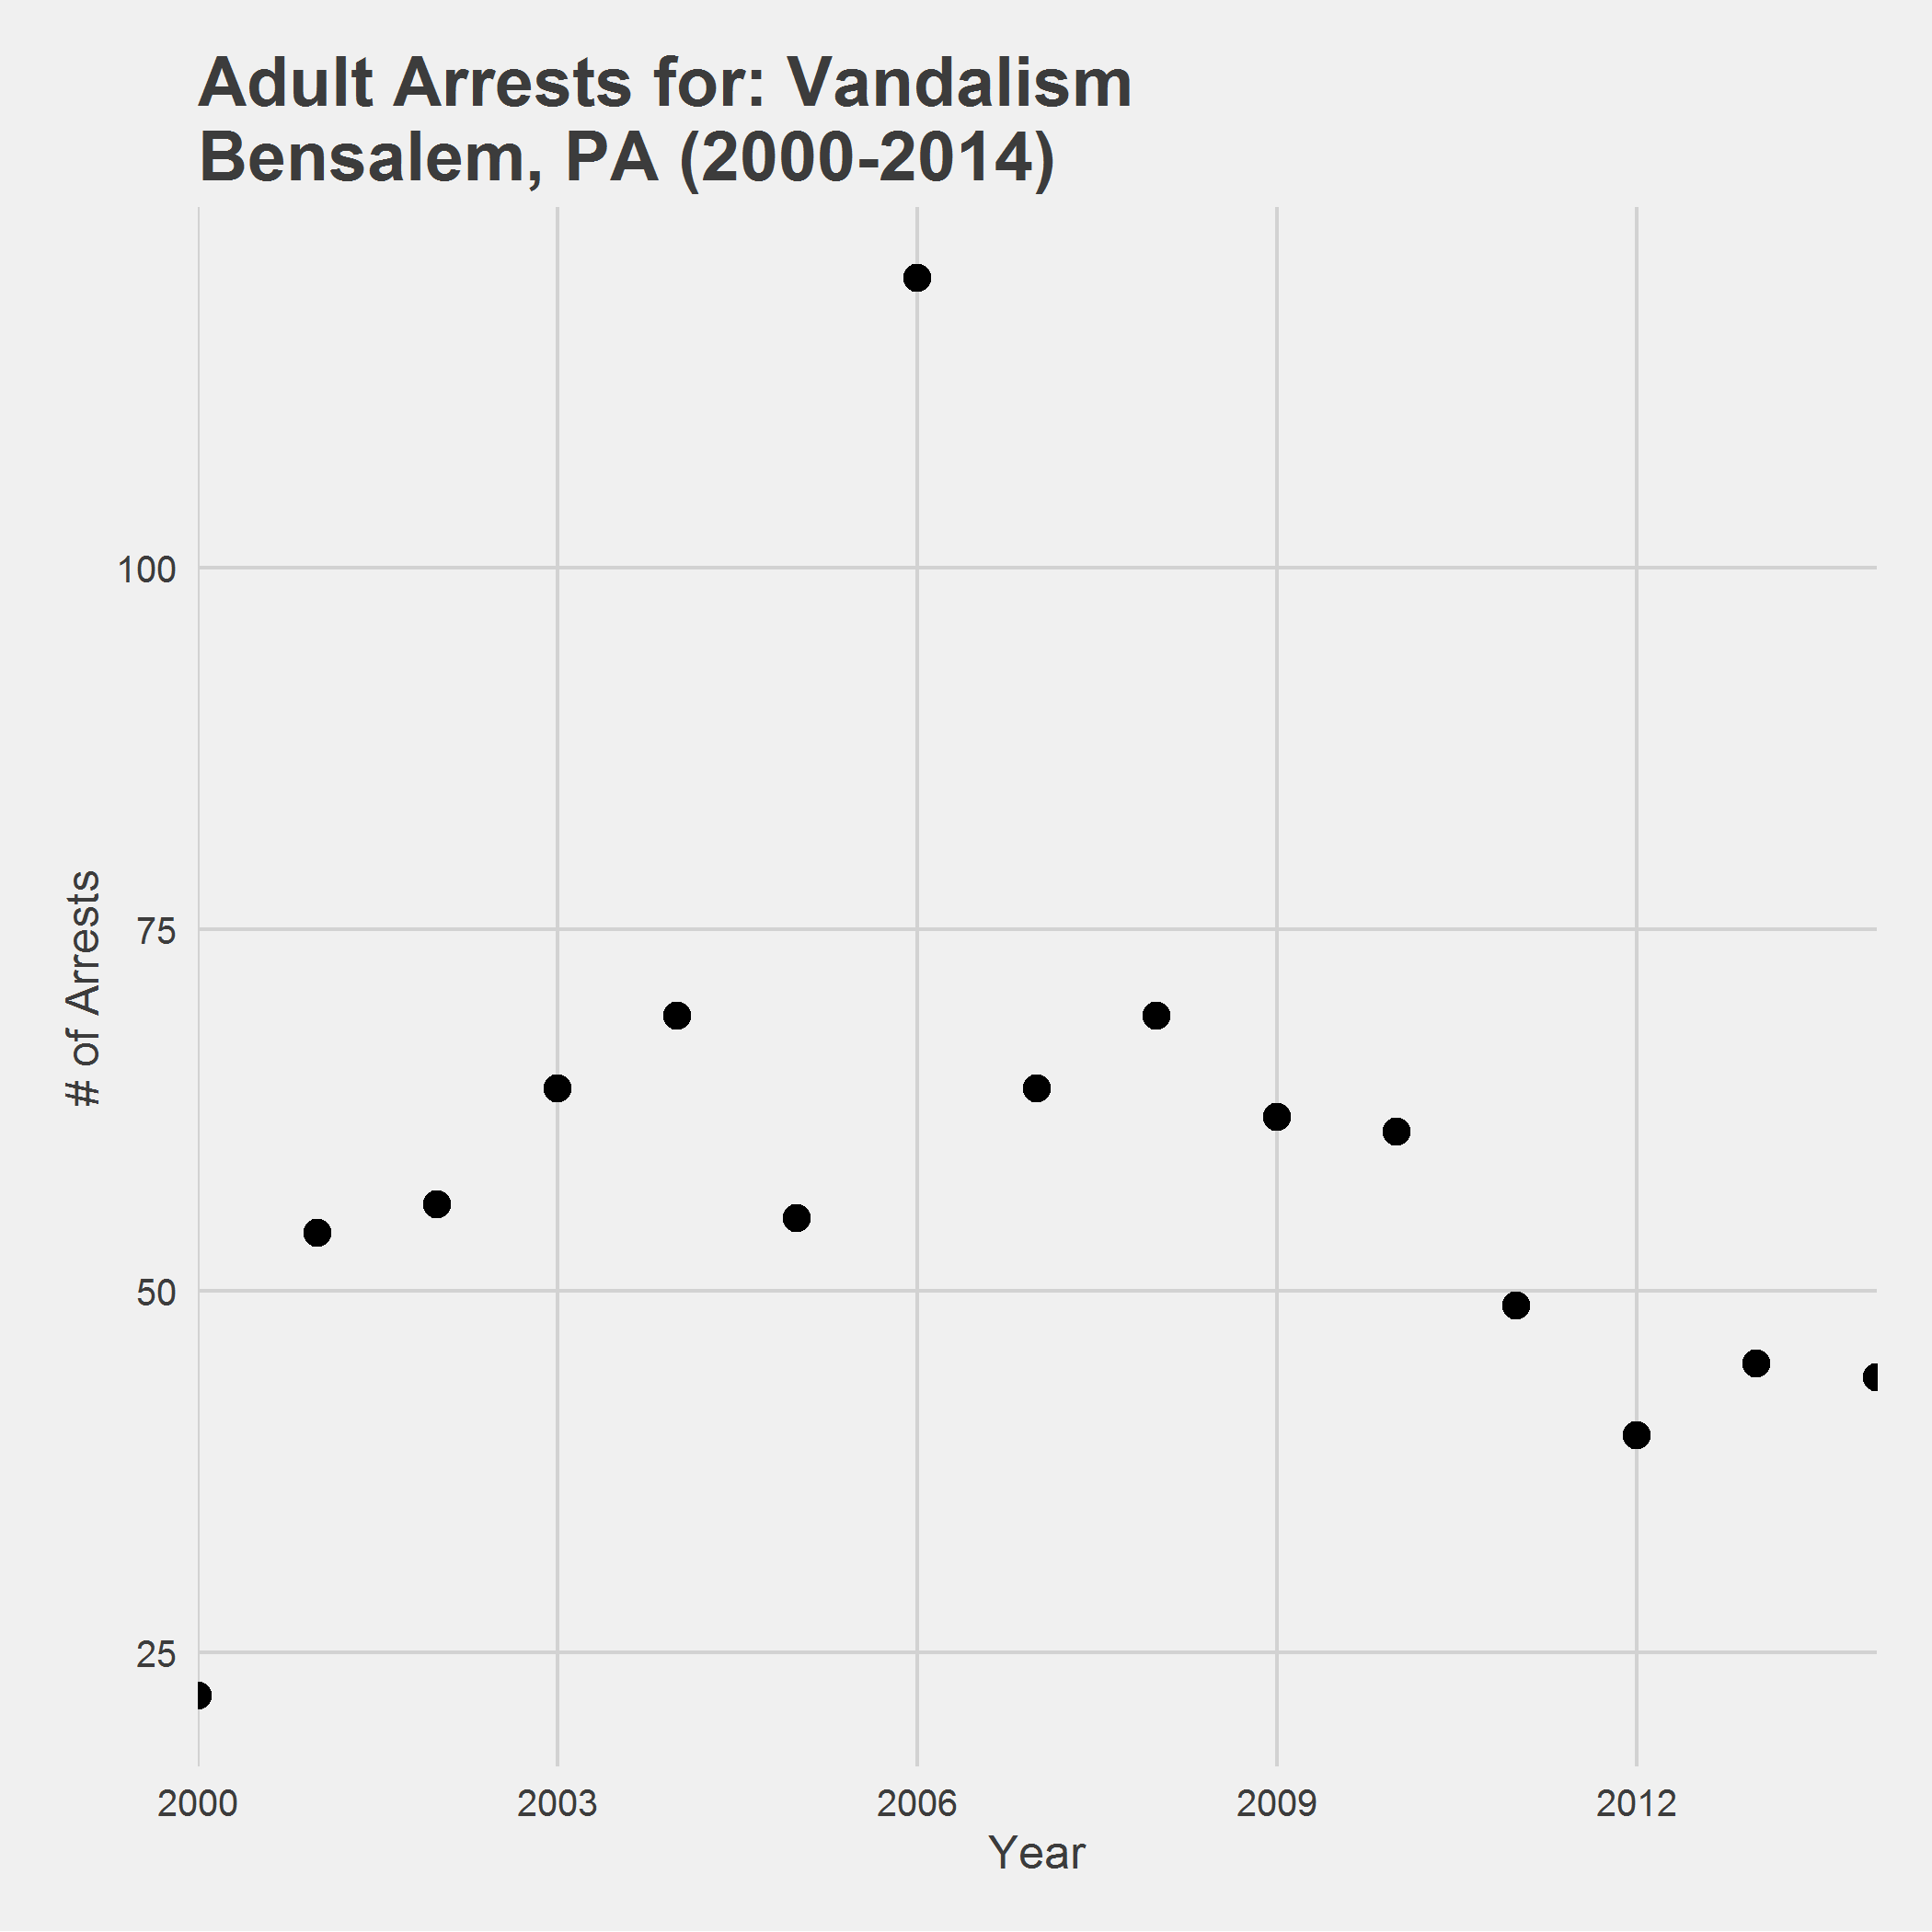 Adult Arrests for: Vandalism
Bensalem, PA (2000-2014)
# of Arrests
100
75
50
25
2000 2003 2006 2009 2012
Year